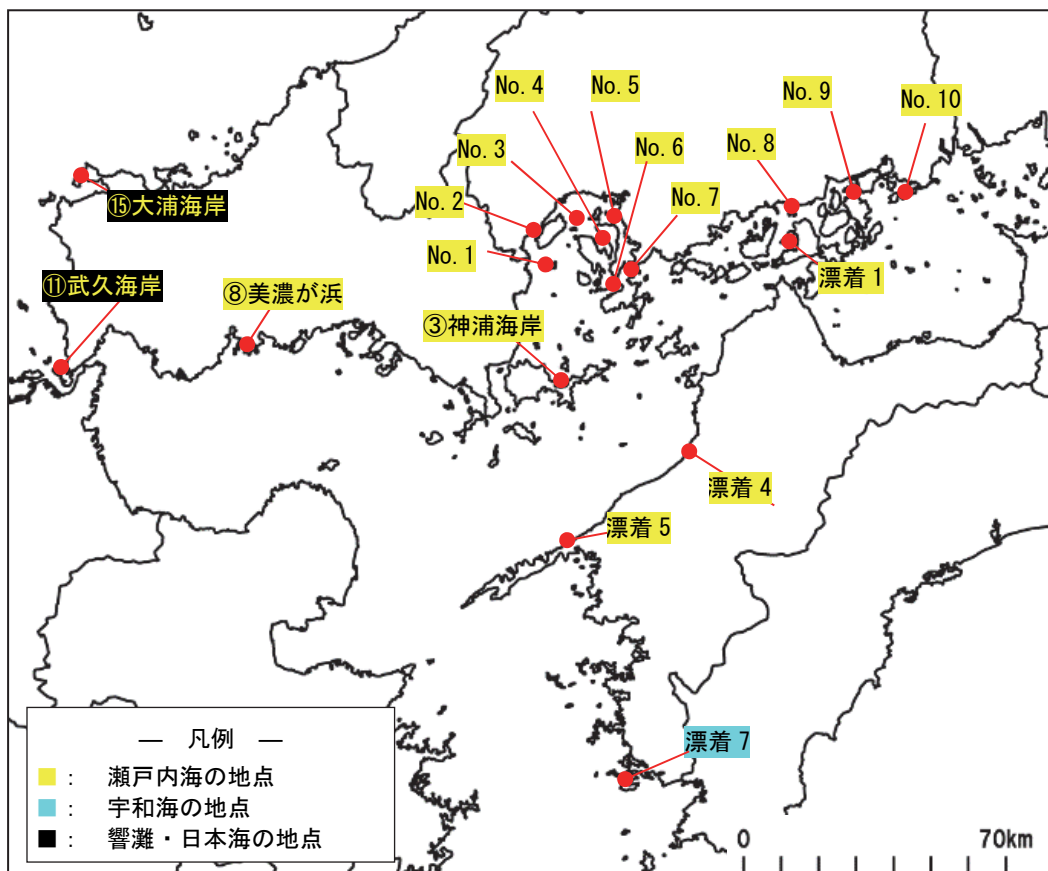 No. 4
No. 5
No. 9
No. 10
No. 3
No. 6
No. 8
No. 2
No. 7
⑮大浦海岸
No. 1
漂着 1
⑪武久海岸
⑧美濃が浜
③神浦海岸
漂着 4
漂着 5
漂着 7
― 凡例 ―
： 瀬戸内海の地点
： 宇和海の地点
： 響灘・日本海の地点
0 70km